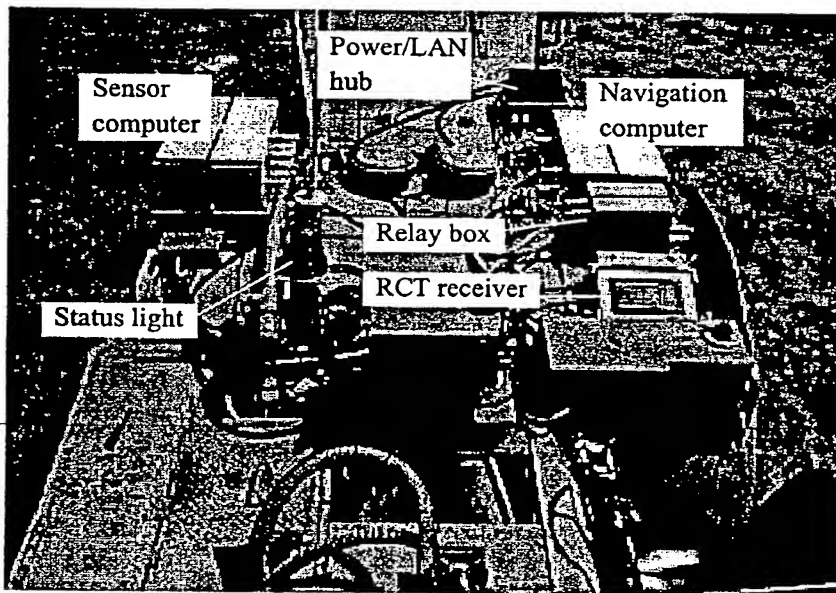 Power/LAN
hub
Sensor
computer
Navigation
computer
Relay box
RCT receiver
Status light